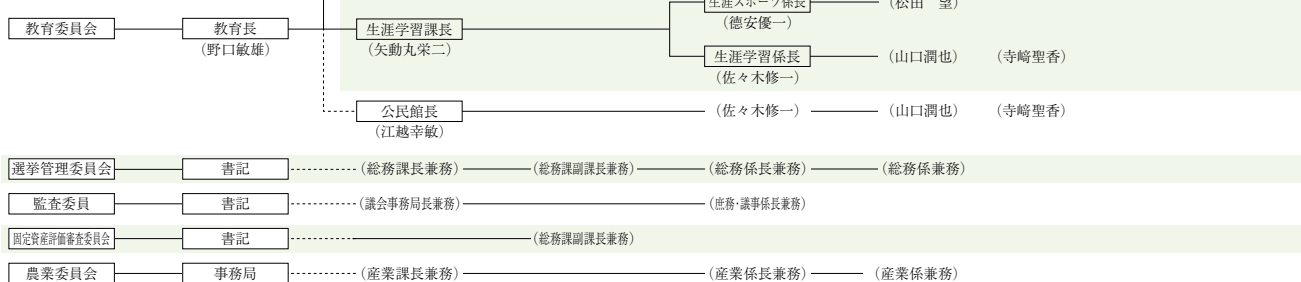 生涯スポーツ係長 (松田 望)
(德安優一)
教育委員会 教育長 生涯学習課長
(野口敏雄) (矢動丸栄二)
生涯学習係長 (山口潤也) (寺﨑聖香)
(佐々木修一)
公民館長 (佐々木修一) (山口潤也) (寺﨑聖香)
(江越幸敏)
選挙管理委員会 書記 (総務課長兼務) (総務課副課長兼務) (総務係長兼務) (総務係兼務)
監査委員 書記 (議会事務局長兼務) (庶務・議事係長兼務)
固定資産評価審査委員会 書記 (総務課副課長兼務)
農業委員会 事務局 (産業課長兼務) (産業係長兼務) (産業係兼務)